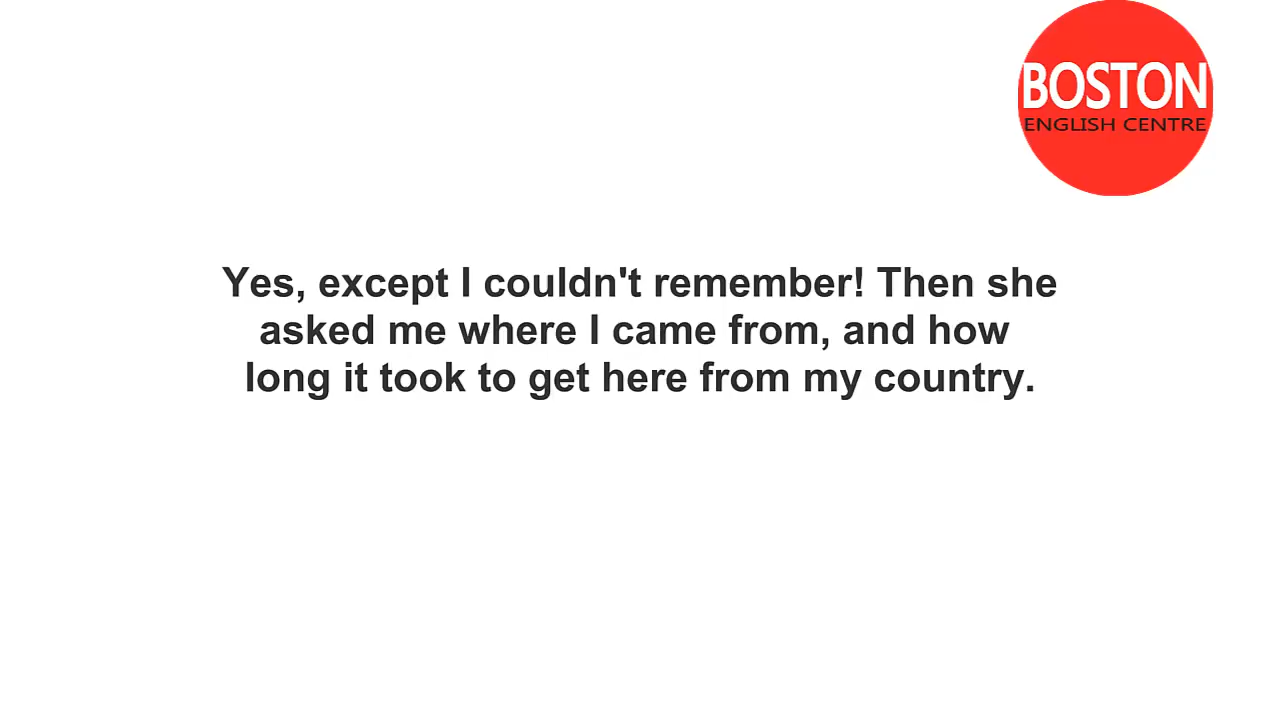 BOSTON
ENGLISH CENTRE
Yes, except I couldn't remember! Then she
asked me where I came from, and how
long it took to get here from my country.